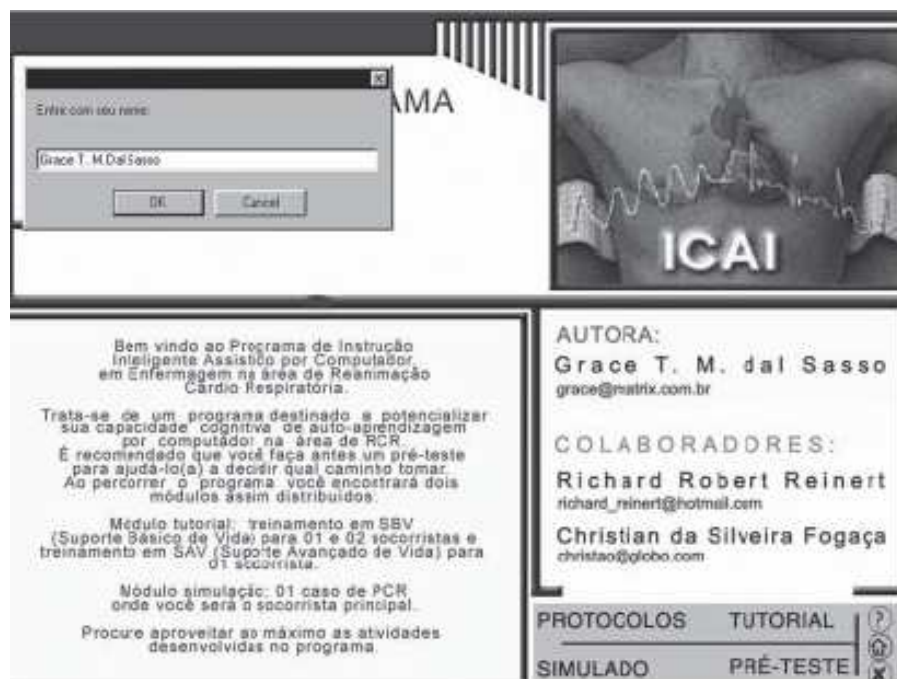 Entre com seu nome:
AMA
Grace T. M.Dal Sasso
OK Cancel
ICAI
Bem vindo ao Programa de Instrução
Inteligente Assistido por Computador,
em Enfermagem na área de Reanimação
Cárdio Respiratória.
Trata-se de um programa destinado a potencializar
sua capacidade cognitiva de auto-aprendizagem
por computador na área de RCR.
É recomendado que você faça antes um pré-teste
para ajudá-lo(a) a decidir qual caminho tomar.
Ao percorrer o programa você encontrará dois
módulos assim distribuídos:
Módulo tutorial: treinamento em SBV
(Suporte Básico de Vida) para 01 e 02 socorristas e
treinamento em SAV (Suporte Avançado de Vida) para
01 socorrista.
Módulo simulação: 01 caso de PCR
onde você será o socorrista principal.
Procure aproveitar ao máximo as atividades
desenvolvidas no programa.
AUTORA:
Grace T. M. dal Sasso
grace@matrix.com.br
COLABORADORES:
Richard Robert Reinert
richard_reinert@hotmail.com
Christian da Silveira Fogaça
christao@globo.com
PROTOCOLOS TUTORIAL ?
SIMULADO PRÉ-TESTE X